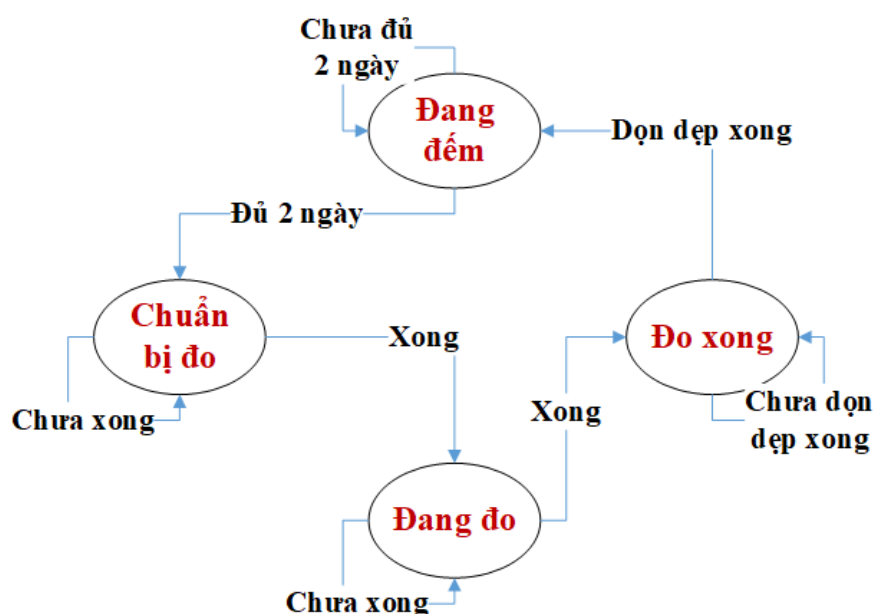 Chưa đủ
2 ngày
Đang
đếm
Dọn dẹp xong
Đủ 2 ngày
Chuẩn
bị đo
Xong
Đo xong
Chưa xong
Xong
Chưa dọn
dẹp xong
Đang đo
Chưa xong